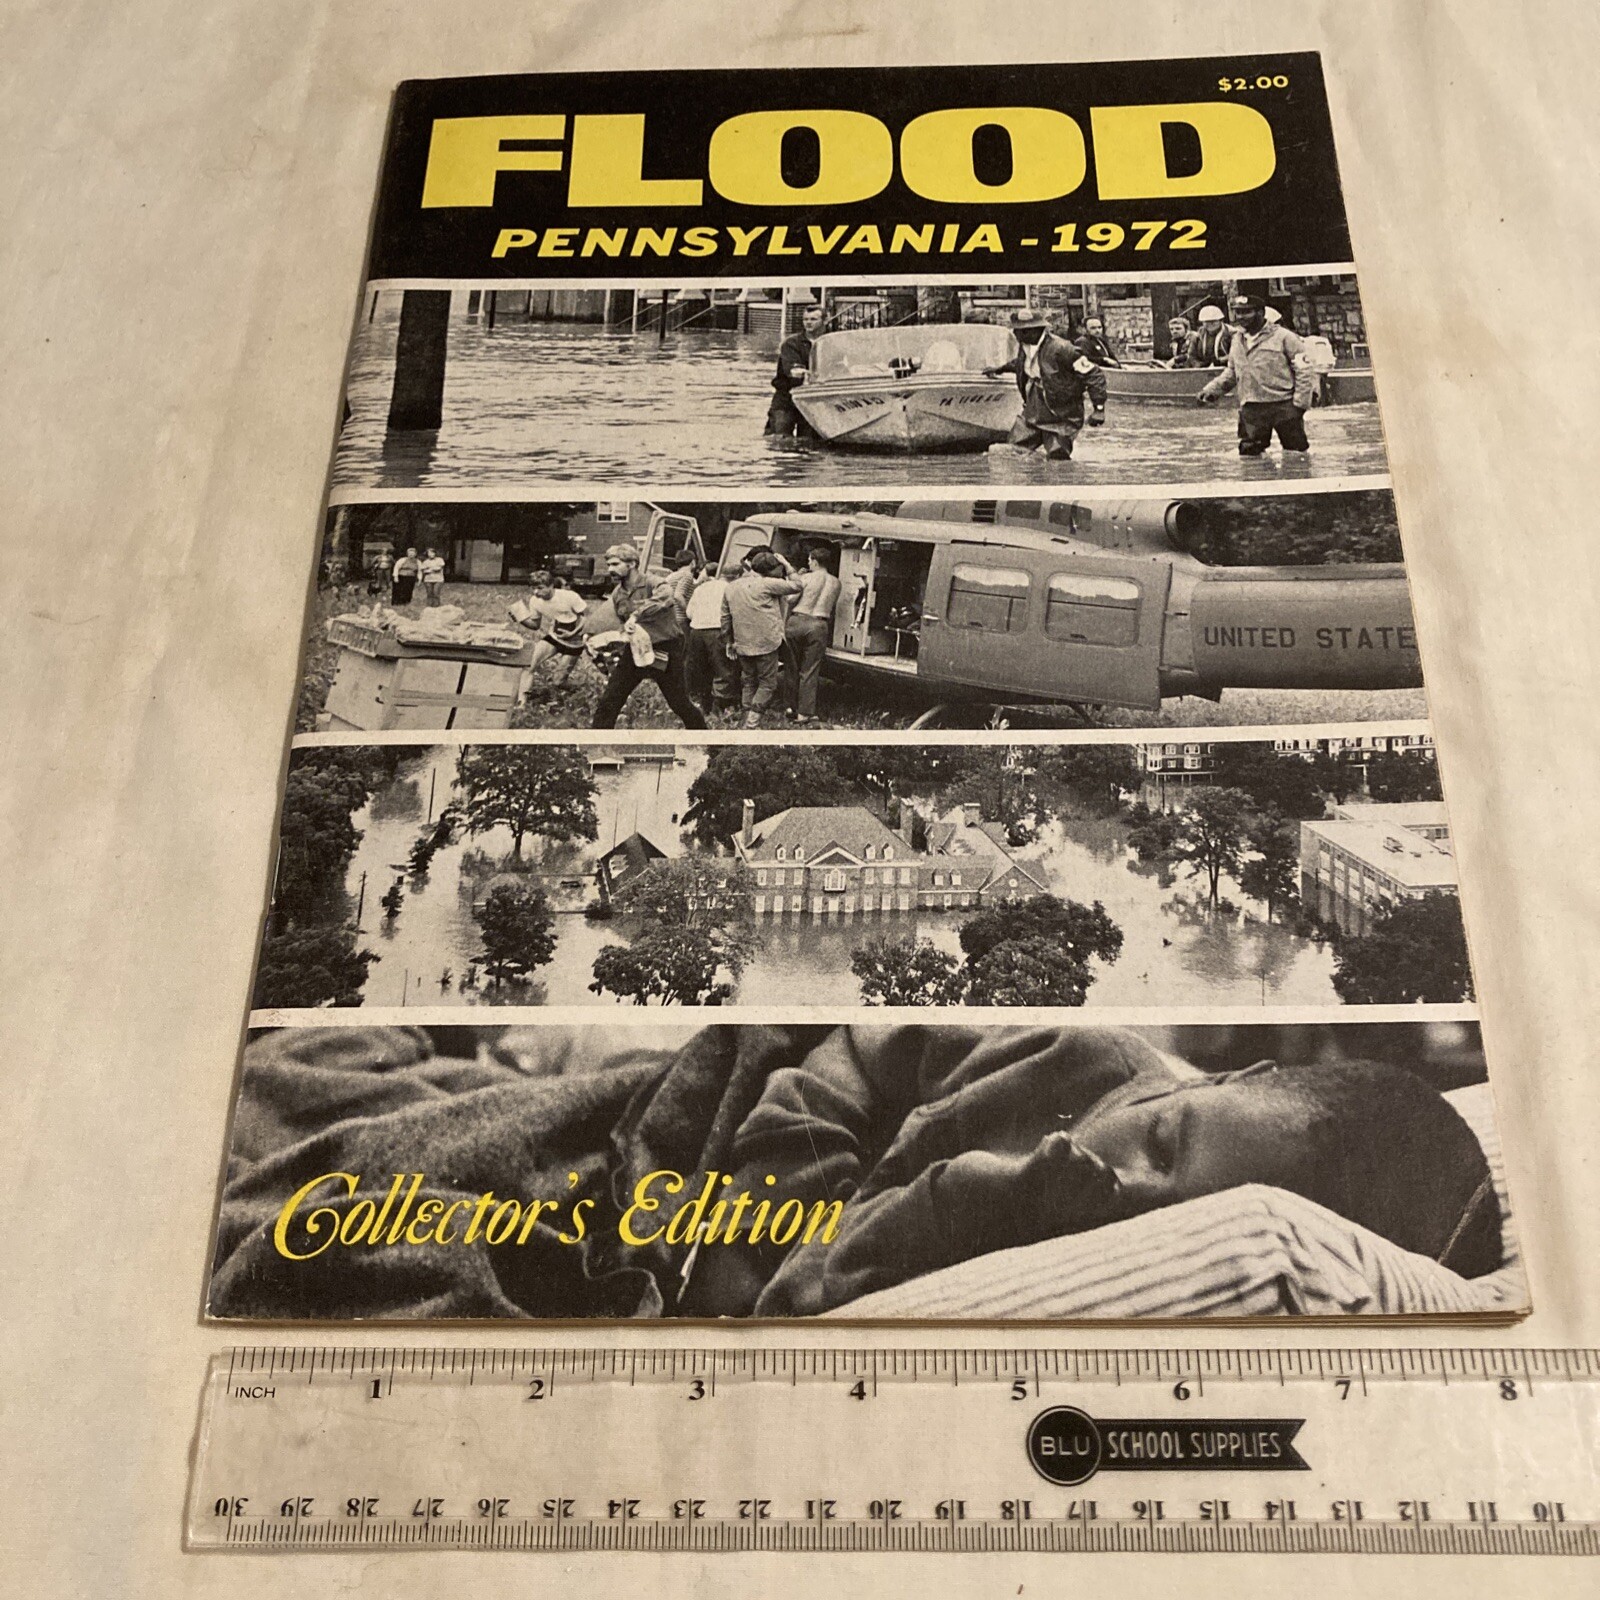 $2.00
FLOOD
PENNSYLVANIA - 1972
UNITED STATE
Collector's Edition
INCH 1 2 3 4 5 6 7 8
BLU SCHOOL SUPPLIES
30 29 28 27 26 25 24 23 22 21 20 19 18 17 16 15 14 13 12 11 10